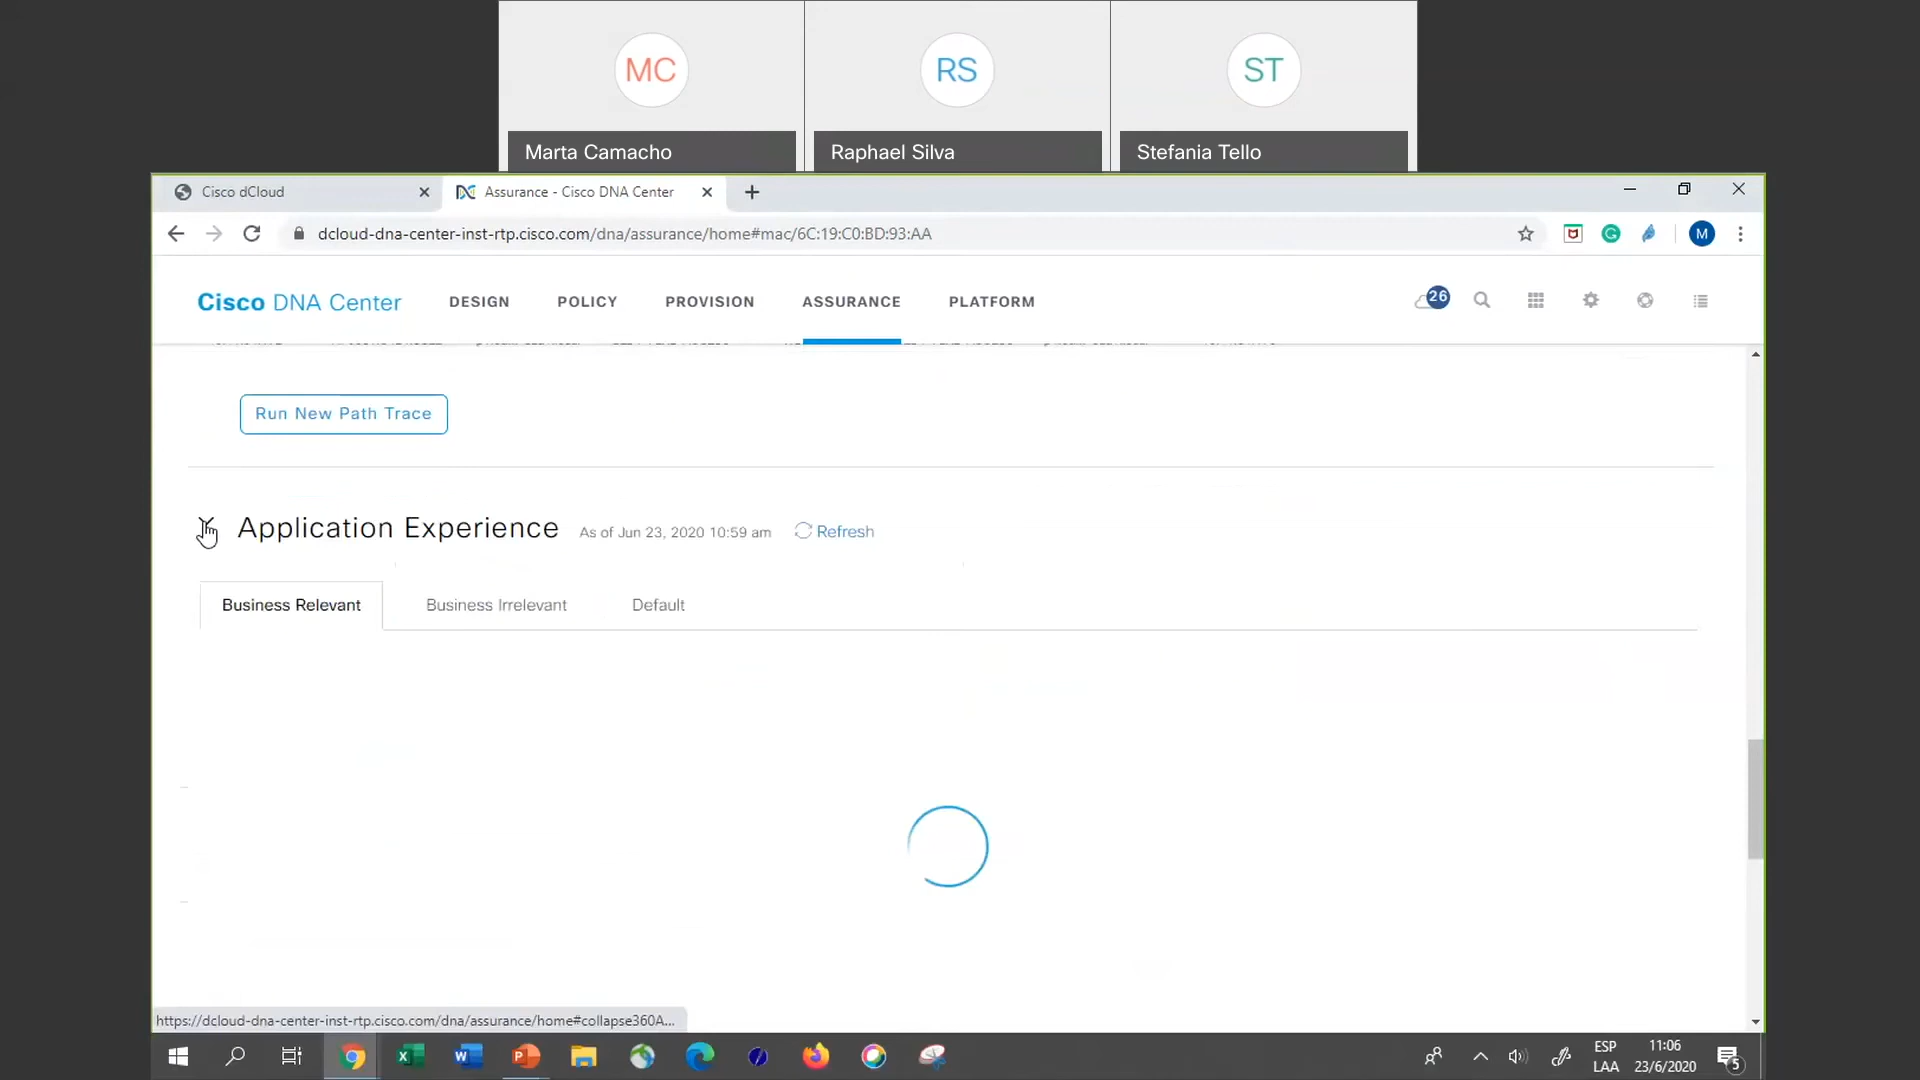 MC
RS
ST
Marta Camacho
Raphael Silva
Stefania Tello
Cisco dCloud
Assurance - Cisco DNA Center
dcloud-dna-center-inst-rtp.cisco.com/dna/assurance/home#mac/6C:19:C0:BD:93:AA
M
Cisco DNA Center
DESIGN
POLICY
PROVISION
ASSURANCE
PLATFORM
26
Run New Path Trace
Application Experience
As of Jun 23, 2020 10:59 am
Refresh
Business Relevant
Business Irrelevant
Default
https://dcloud-dna-center-inst-rtp.cisco.com/dna/assurance/home#collapse360A...
ESP
LAA
11:06
23/6/2020
5